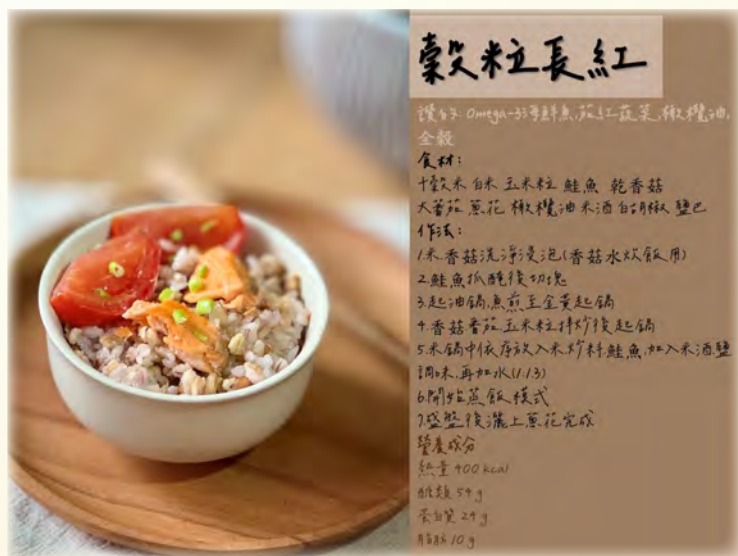 穀粒長紅
讚的: Omega-3海鮮魚,茄紅蔬菜,橄欖油,
全穀
食材:
十穀米 白米 玉米粒 鮭魚 乾香菇
大蕃茄 蔥花 橄欖油 米酒 白胡椒 鹽巴
作法:
1.米.香菇洗淨浸泡(香菇水炊飯用)
2.鮭魚抓醃後切塊
3.起油鍋,魚煎至金黃起鍋
4.香菇番茄玉米粒拌炒後起鍋
5.米鍋中依序放入米炒料.鮭魚,加入米酒.鹽
調味,再加水(1:1.3)
6.開始蒸飯模式
7.盛盤後灑上蔥花完成
營養成分
熱量 400 kcal
醣類 54 g
蛋白質 24 g
脂肪 10 g